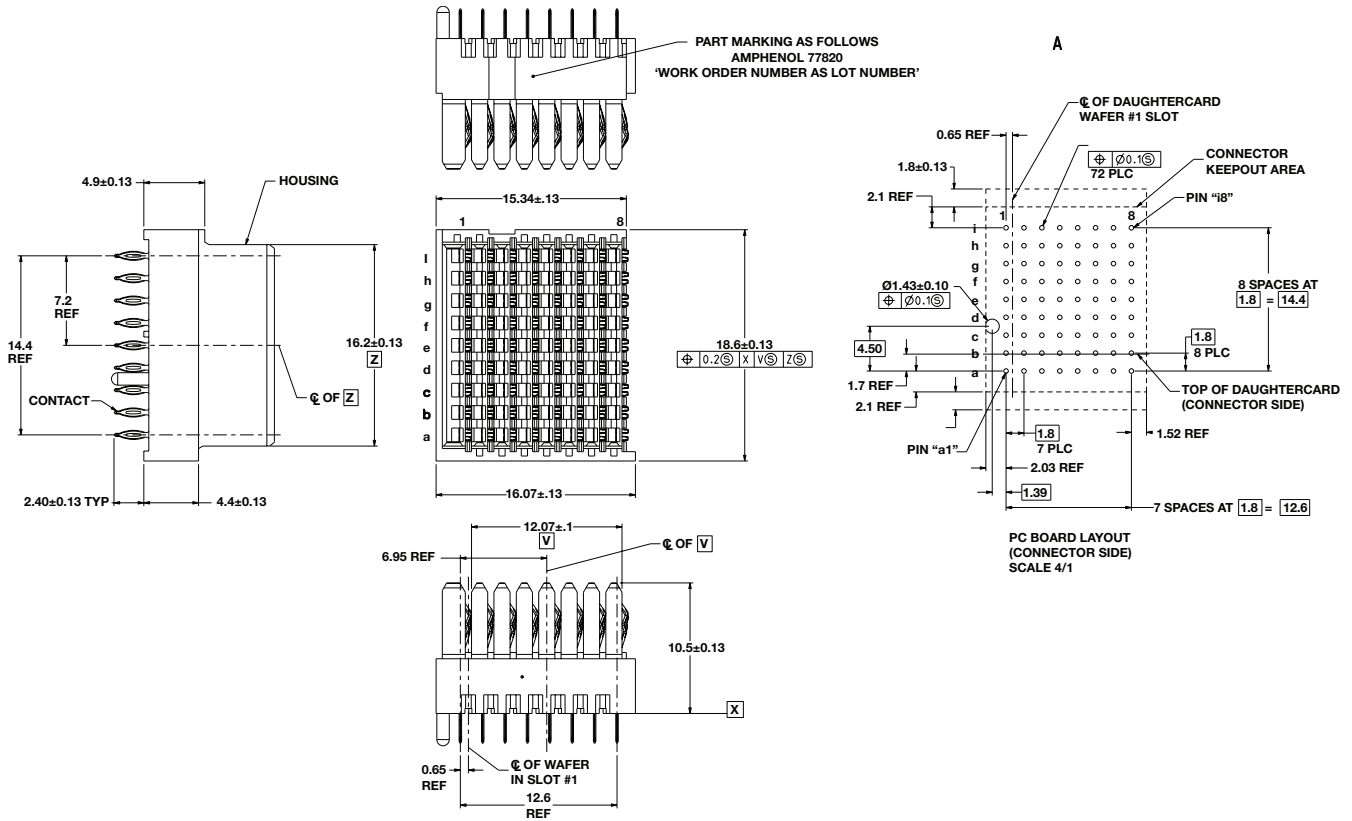 PART MARKING AS FOLLOWS
AMPHENOL 77820
‘WORK ORDER NUMBER AS LOT NUMBER’
4.9±0.13
HOUSING
7.2
REF
14.4
REF
16.2±0.13
Z
℄ OF Z
CONTACT
2.40±0.13 TYP
4.4±0.13
15.34±.13
1
8
I
h
g
f
e
d
c
b
a
18.6±0.13
⌖ 0.2Ⓢ X VⓈ ZⓈ
16.07±.13
12.07±.1
V
6.95 REF
℄ OF V
10.5±0.13
X
0.65
REF
℄ OF WAFER
IN SLOT #1
12.6
REF
A
℄ OF DAUGHTERCARD
WAFER #1 SLOT
0.65 REF
⌖ Ø0.1Ⓢ
72 PLC
CONNECTOR
KEEPOUT AREA
1.8±0.13
2.1 REF
PIN “i8”
1
8
i
h
g
f
e
d
c
b
a
Ø1.43±0.10
⌖ Ø0.1Ⓢ
8 SPACES AT
1.8 = 14.4
4.50
1.8
8 PLC
1.7 REF
TOP OF DAUGHTERCARD
(CONNECTOR SIDE)
2.1 REF
PIN “a1”
1.8
7 PLC
1.52 REF
2.03 REF
1.39
7 SPACES AT 1.8 = 12.6
PC BOARD LAYOUT
(CONNECTOR SIDE)
SCALE 4/1